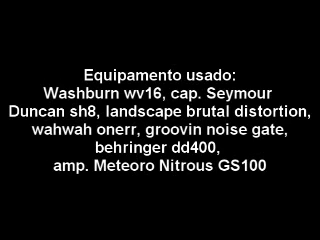 Equipamento usado:
Washburn wv16, cap. Seymour
Duncan sh8, landscape brutal distortion,
wahwah onerr, groovin noise gate,
behringer dd400,
amp. Meteoro Nitrous GS100